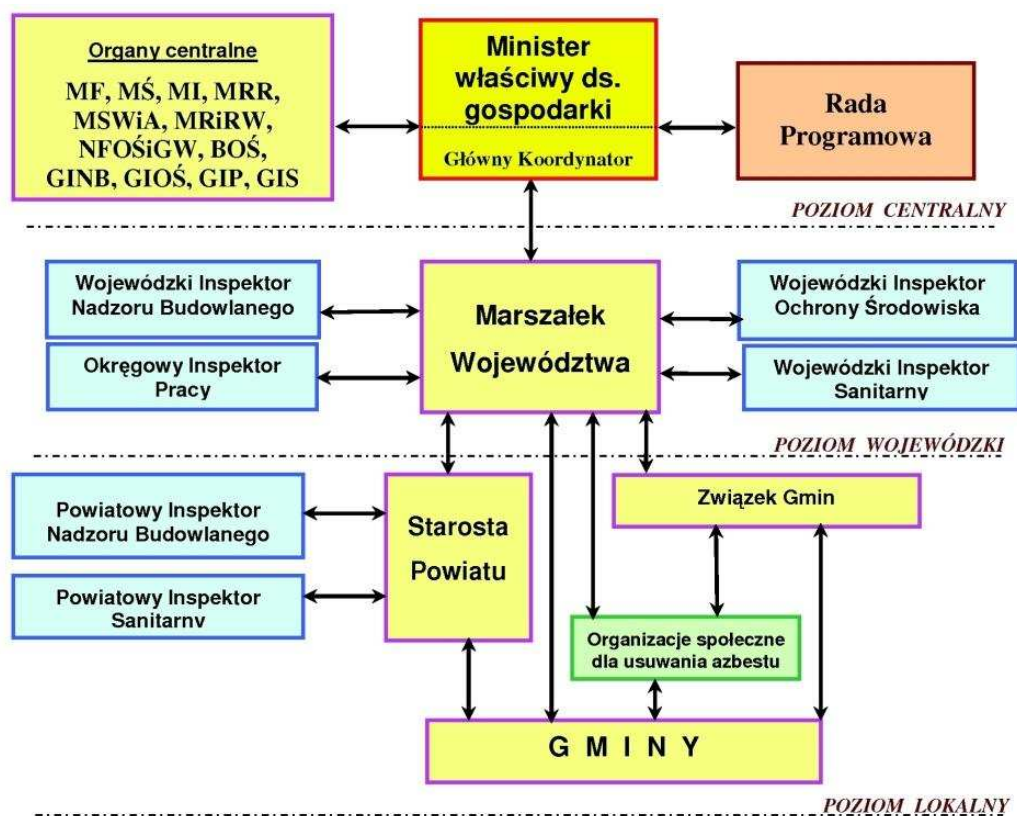 Organy centralne
MF, MŚ, MI, MRR,
MSWiA, MRiRW,
NFOŚiGW, BOŚ,
GINB, GIOŚ, GIP, GIS
Minister
właściwy ds.
gospodarki
Główny Koordynator
Rada
Programowa
POZIOM CENTRALNY
Wojewódzki Inspektor
Nadzoru Budowlanego
Okręgowy Inspektor
Pracy
Marszałek
Województwa
Wojewódzki Inspektor
Ochrony Środowiska
Wojewódzki Inspektor
Sanitarny
POZIOM WOJEWÓDZKI
Powiatowy Inspektor
Nadzoru Budowlanego
Powiatowy Inspektor
Sanitarny
Starosta
Powiatu
Związek Gmin
Organizacje społeczne
dla usuwania azbestu
G M I N Y
POZIOM LOKALNY